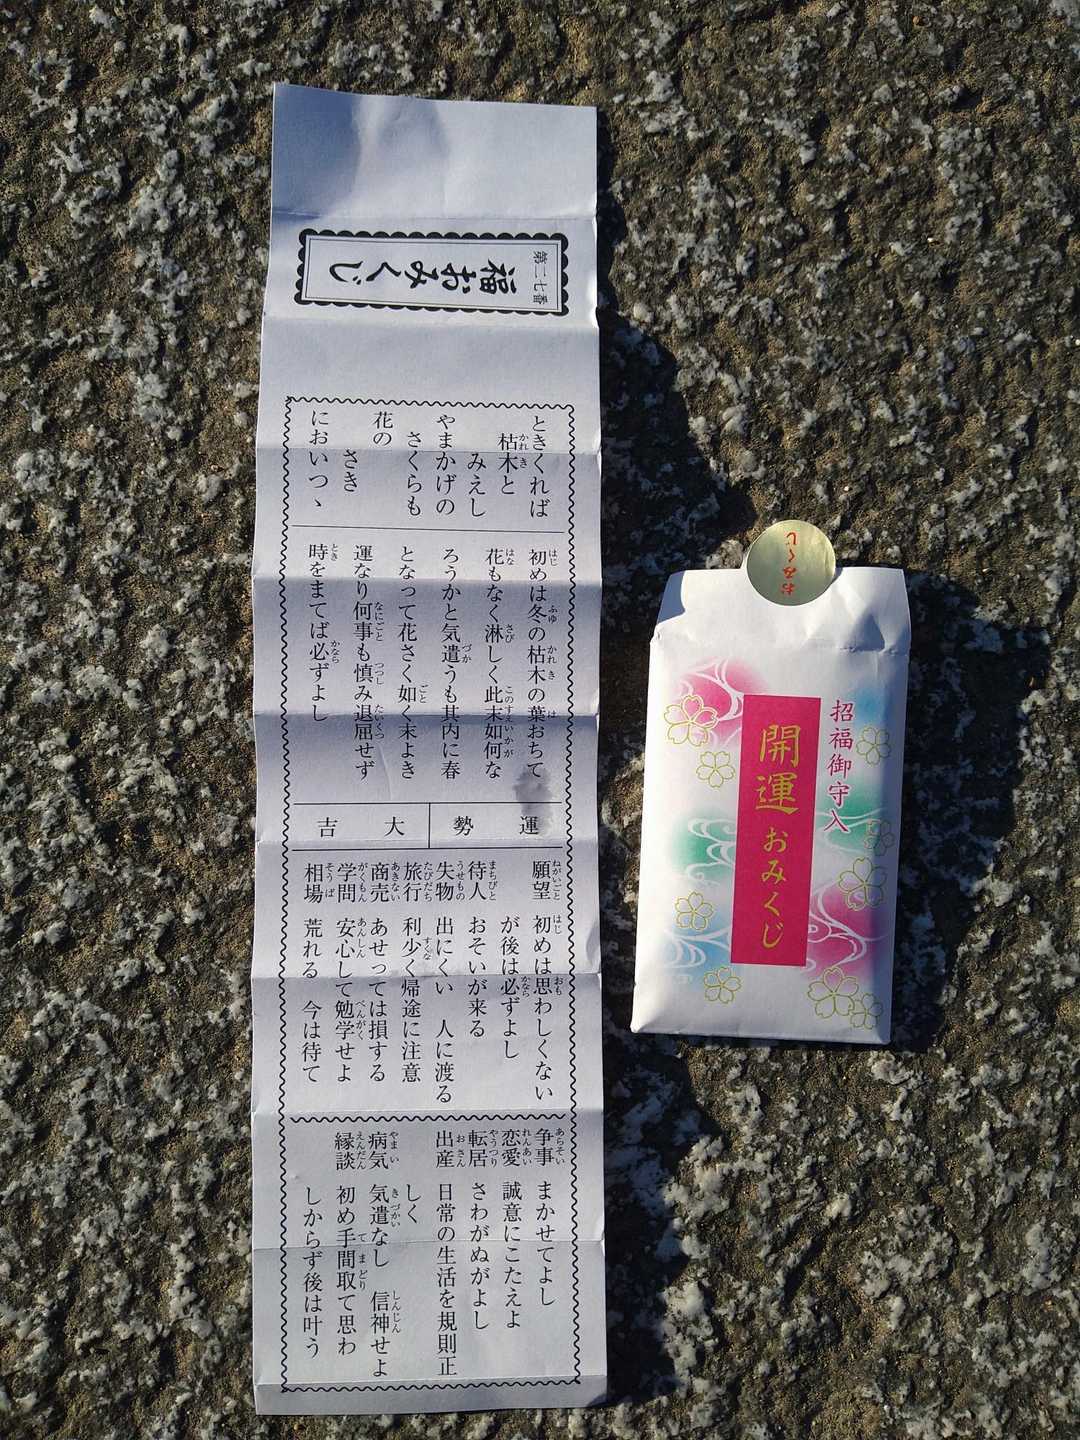 第二七番
福おみくじ
ときくれば
枯木と
みえし
やまかげの
さくらも
花の
さき
においつゝ
初めは冬の枯木の葉おちて
花もなく淋しく此末如何な
ろうかと気遣うも其内に春
となって花さく如く末よき
運なり何事も慎み退屈せず
時をまてば必ずよし
運勢
大吉
願望 初めは思わしくない
が後は必ずよし
待人 おそいが来る
失物 出にくい 人に渡る
旅行 利少く帰途に注意
商売 あせっては損する
学問 安心して勉学せよ
相場 荒れる 今は待て
争事 まかせてよし
恋愛 誠意にこたえよ
転居 さわがぬがよし
出産 日常の生活を規則正
しく
病気 気遣なし 信神せよ
縁談 初め手間取て思わ
しからず後は叶う
おみくじ
招福御守入
開運おみくじ